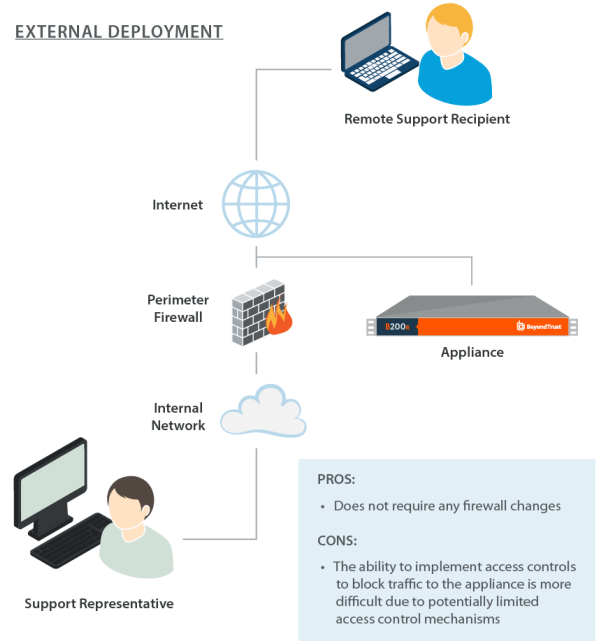 EXTERNAL DEPLOYMENT
Remote Support Recipient
Internet
Perimeter
Firewall
B200R
BeyondTrust
Appliance
Internal
Network
Support Representative
PROS:
• Does not require any firewall changes
CONS:
• The ability to implement access controls
to block traffic to the appliance is more
difficult due to potentially limited
access control mechanisms